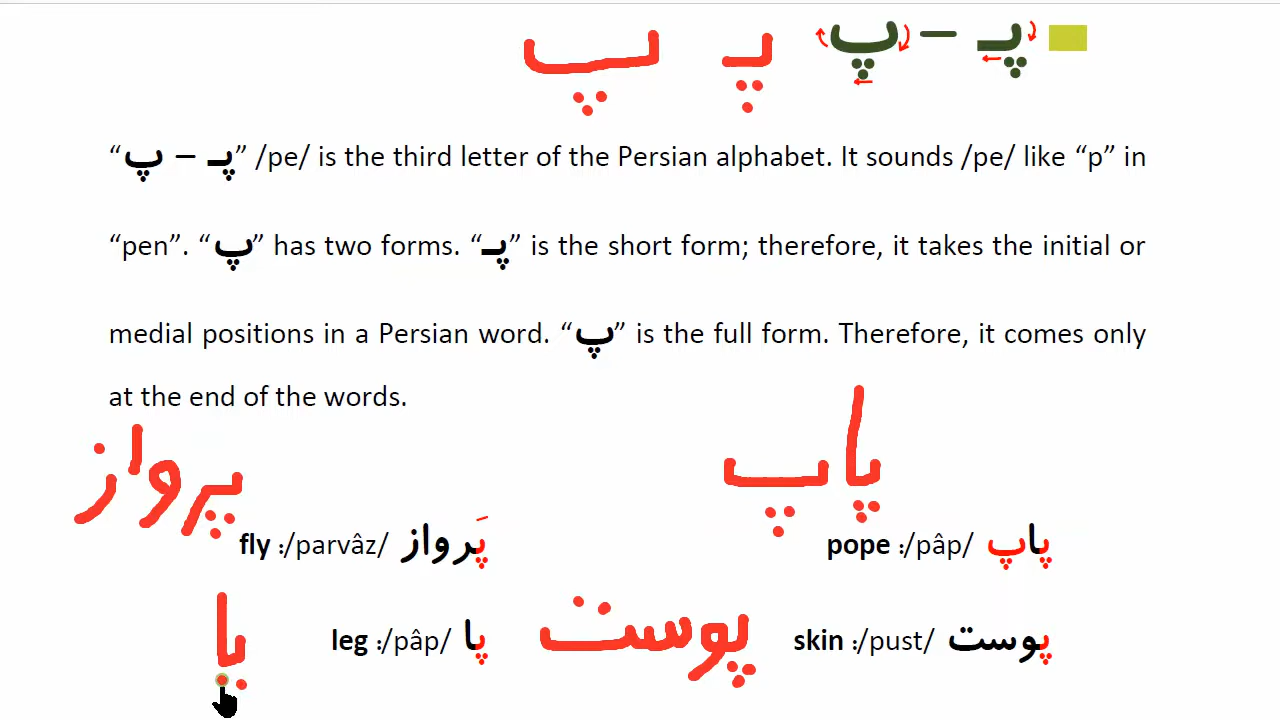 پ پـ پ – پـ
“پ – پـ” /pe/ is the third letter of the Persian alphabet. It sounds /pe/ like “p” in
“pen”. “پ” has two forms. “پـ” is the short form; therefore, it takes the initial or
medial positions in a Persian word. “پ” is the full form. Therefore, it comes only
at the end of the words.
پرواز پاپ
fly :/parvâz/ پَرواز pope :/pâp/ پاپ
پا leg :/pâp/ پا پوست skin :/pust/ پوست